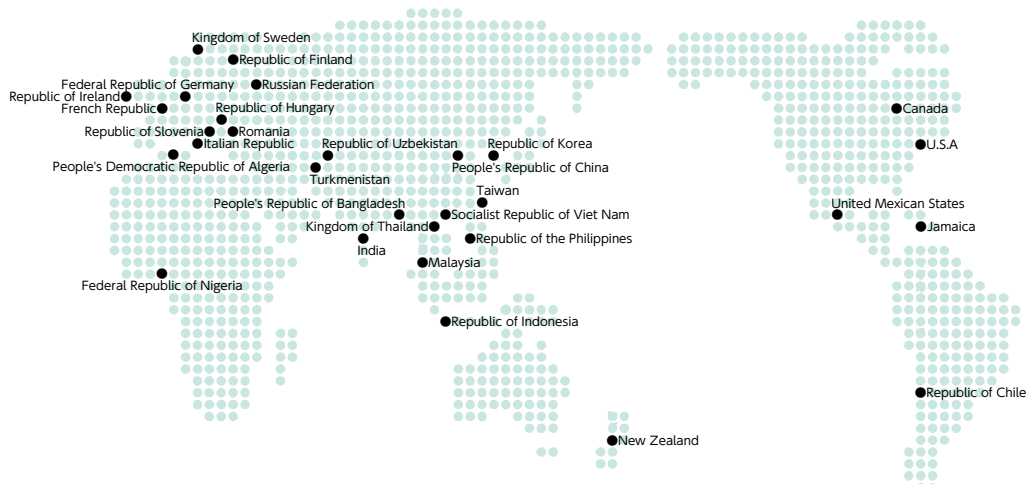 Kingdom of Sweden
Republic of Finland
Federal Republic of Germany
Russian Federation
Republic of Ireland
French Republic
Canada
Republic of Hungary
Republic of Slovenia
Romania
Italian Republic
Republic of Uzbekistan
Republic of Korea
U.S.A
People's Democratic Republic of Algeria
People's Republic of China
Turkmenistan
Taiwan
People's Republic of Bangladesh
United Mexican States
Socialist Republic of Viet Nam
Kingdom of Thailand
Jamaica
Republic of the Philippines
India
Malaysia
Federal Republic of Nigeria
Republic of Indonesia
Republic of Chile
New Zealand